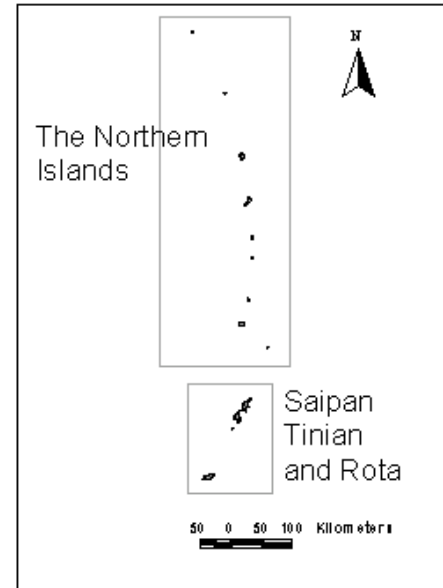 N
The Northern
Islands
Saipan
Tinian
and Rota
50 0 50 100 Kilometers